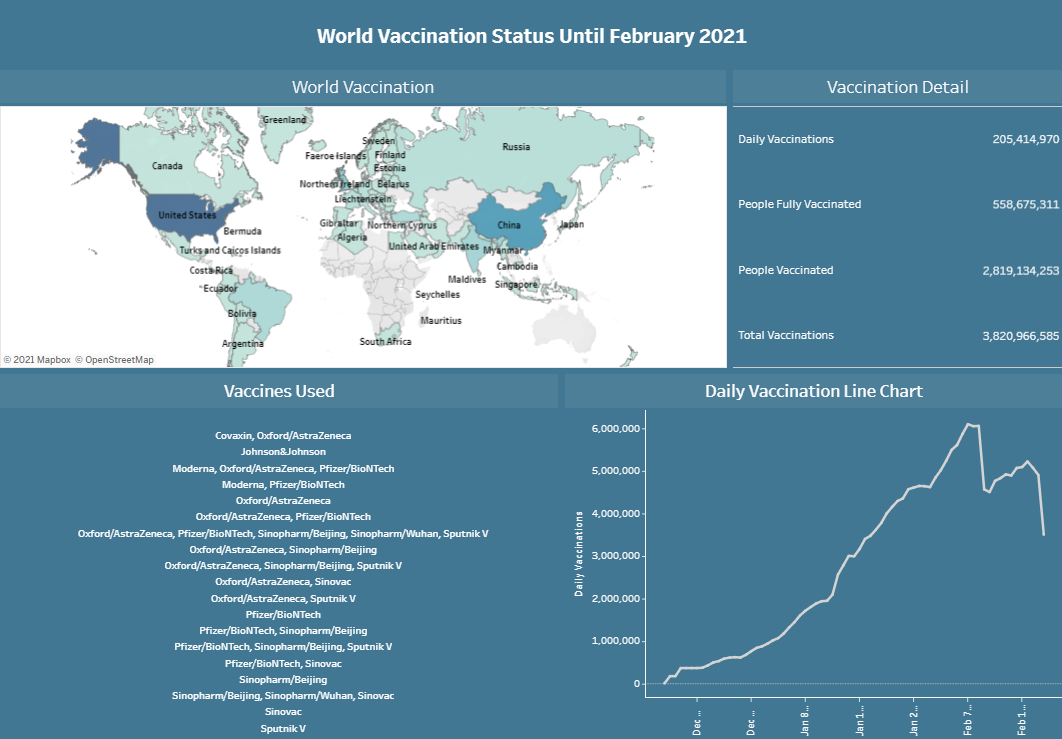 World Vaccination Status Until February 2021
World Vaccination
Greenland
Sweden
Russia
Faeroe Islands
Finland
Canada
Estonia
Northern Ireland
Belarus
Liechtenstein
United States
Gibraltar
Northern Cyprus
China
Japan
Bermuda
Algeria
Turks and Caicos Islands
United Arab Emirates
Myanmar
Costa Rica
Cambodia
Maldives
Singapore
Ecuador
Seychelles
Bolivia
Mauritius
Argentina
South Africa
© 2021 Mapbox © OpenStreetMap
Vaccination Detail
Daily Vaccinations 205,414,970
People Fully Vaccinated 558,675,311
People Vaccinated 2,819,134,253
Total Vaccinations 3,820,966,585
Vaccines Used
Covaxin, Oxford/AstraZeneca
Johnson&Johnson
Moderna, Oxford/AstraZeneca, Pfizer/BioNTech
Moderna, Pfizer/BioNTech
Oxford/AstraZeneca
Oxford/AstraZeneca, Pfizer/BioNTech
Oxford/AstraZeneca, Pfizer/BioNTech, Sinopharm/Beijing, Sinopharm/Wuhan, Sputnik V
Oxford/AstraZeneca, Sinopharm/Beijing
Oxford/AstraZeneca, Sinopharm/Beijing, Sputnik V
Oxford/AstraZeneca, Sinovac
Oxford/AstraZeneca, Sputnik V
Pfizer/BioNTech
Pfizer/BioNTech, Sinopharm/Beijing
Pfizer/BioNTech, Sinopharm/Beijing, Sputnik V
Pfizer/BioNTech, Sinovac
Sinopharm/Beijing
Sinopharm/Beijing, Sinopharm/Wuhan, Sinovac
Sinovac
Sputnik V
Daily Vaccination Line Chart
Daily Vaccinations
6,000,000
5,000,000
4,000,000
3,000,000
2,000,000
1,000,000
0
Dec ...
Dec ...
Jan 8...
Jan 1...
Jan 2...
Feb 7...
Feb 1...